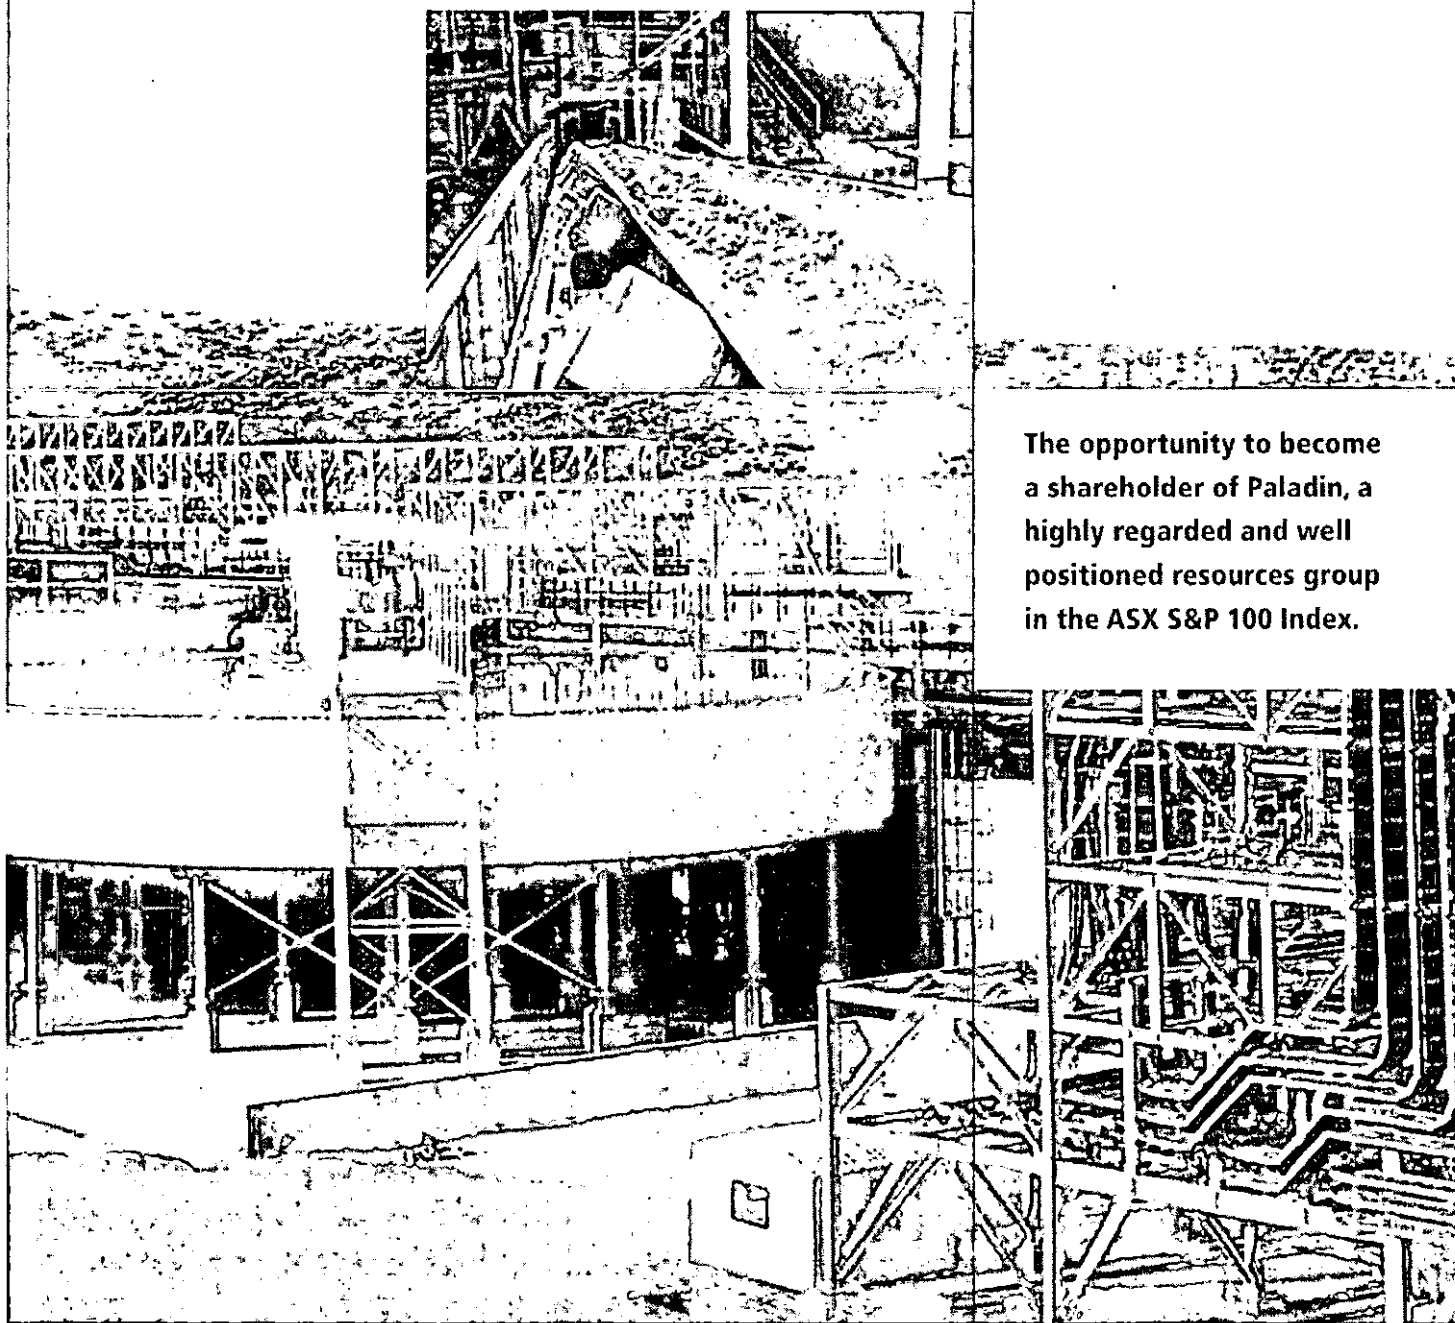 The opportunity to become
a shareholder of Paladin, a
highly regarded and well
positioned resources group
in the ASX S&P 100 Index.